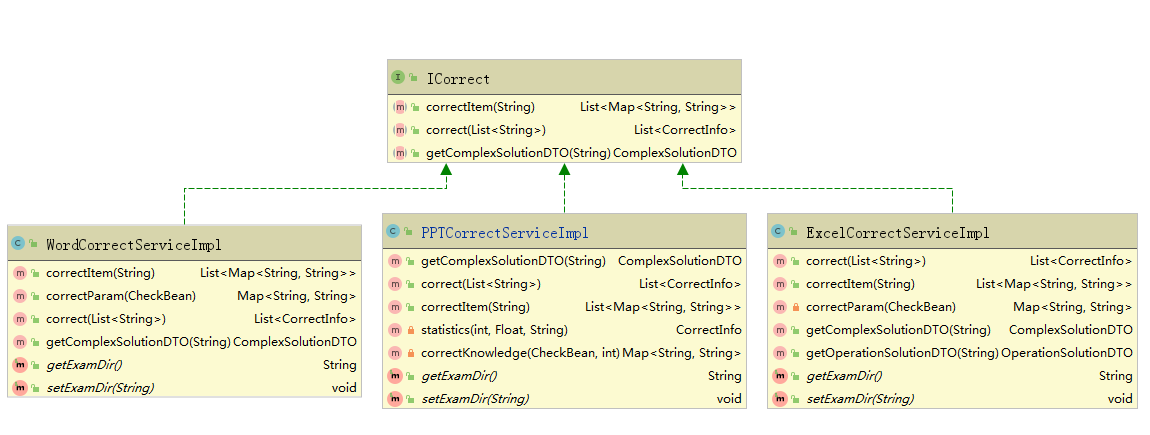 ICorrect
correctItem(String) List<Map<String, String>>
correct(List<String>) List<CorrectInfo>
getComplexSolutionDTO(String) ComplexSolutionDTO
WordCorrectServiceImpl
correctItem(String) List<Map<String, String>>
correctParam(CheckBean) Map<String, String>
correct(List<String>) List<CorrectInfo>
getComplexSolutionDTO(String) ComplexSolutionDTO
getExamDir() String
setExamDir(String) void
PPTCorrectServiceImpl
getComplexSolutionDTO(String) ComplexSolutionDTO
correct(List<String>) List<CorrectInfo>
correctItem(String) List<Map<String, String>>
statistics(int, Float, String) CorrectInfo
correctKnowledge(CheckBean, int) Map<String, String>
getExamDir() String
setExamDir(String) void
ExcelCorrectServiceImpl
correct(List<String>) List<CorrectInfo>
correctItem(String) List<Map<String, String>>
correctParam(CheckBean) Map<String, String>
getComplexSolutionDTO(String) ComplexSolutionDTO
getOperationSolutionDTO(String) OperationSolutionDTO
getExamDir() String
setExamDir(String) void